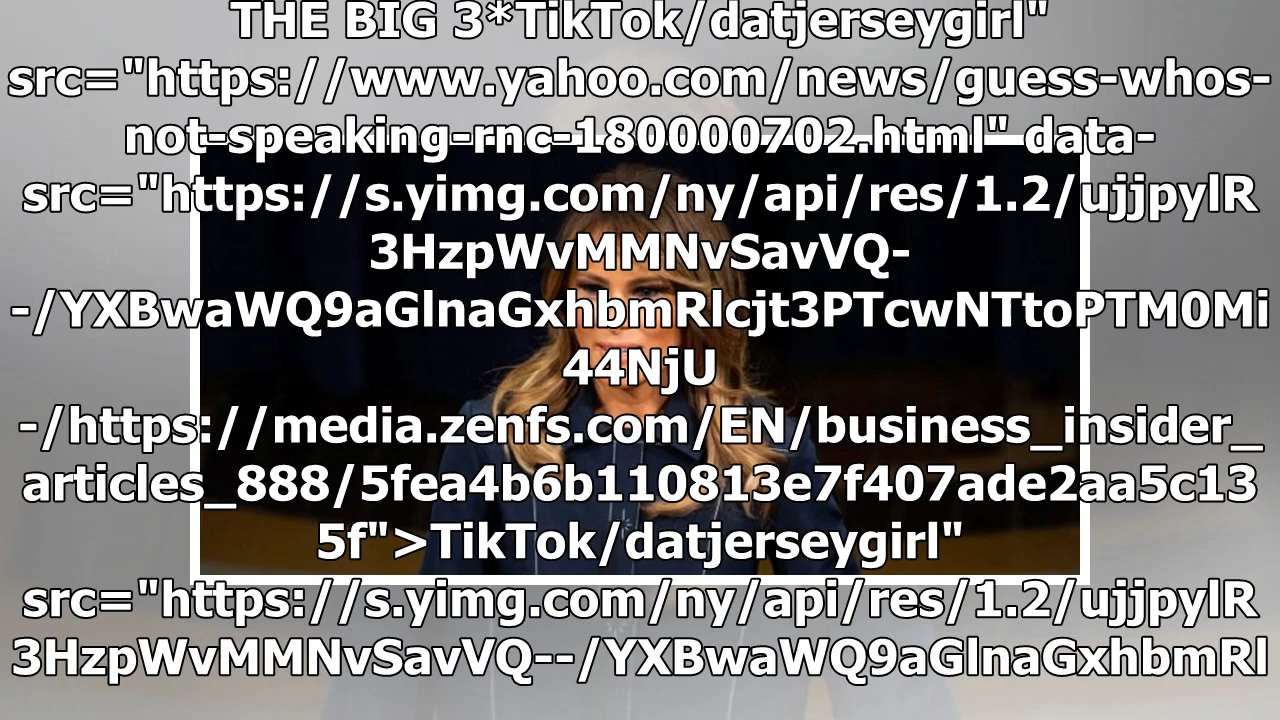 THE BIG 3*TikTok/datjerseygirl"
src="https://www.yahoo.com/news/guess-whos-
not-speaking-rnc-180000702.html" data-
src="https://s.yimg.com/ny/api/res/1.2/ujjpylR
3HzpWvMMNvSavVQ-
-/YXBwaWQ9aGlnaGxhbmRlcjt3PTcwNTtoPTM0Mi
44NjU
-/https://media.zenfs.com/EN/business_insider_
articles_888/5fea4b6b110813e7f407ade2aa5c13
5f">TikTok/datjerseygirl"
src="https://s.yimg.com/ny/api/res/1.2/ujjpylR
3HzpWvMMNvSavVQ--/YXBwaWQ9aGlnaGxhbmRl